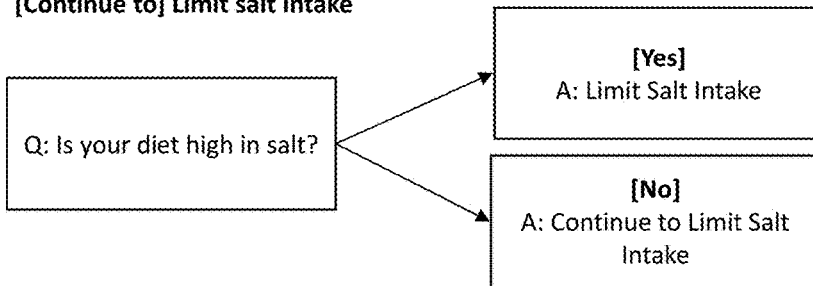 [Continue to] Limit salt intake
Q: Is your diet high in salt?
[Yes]
A: Limit Salt Intake
[No]
A: Continue to Limit Salt
Intake